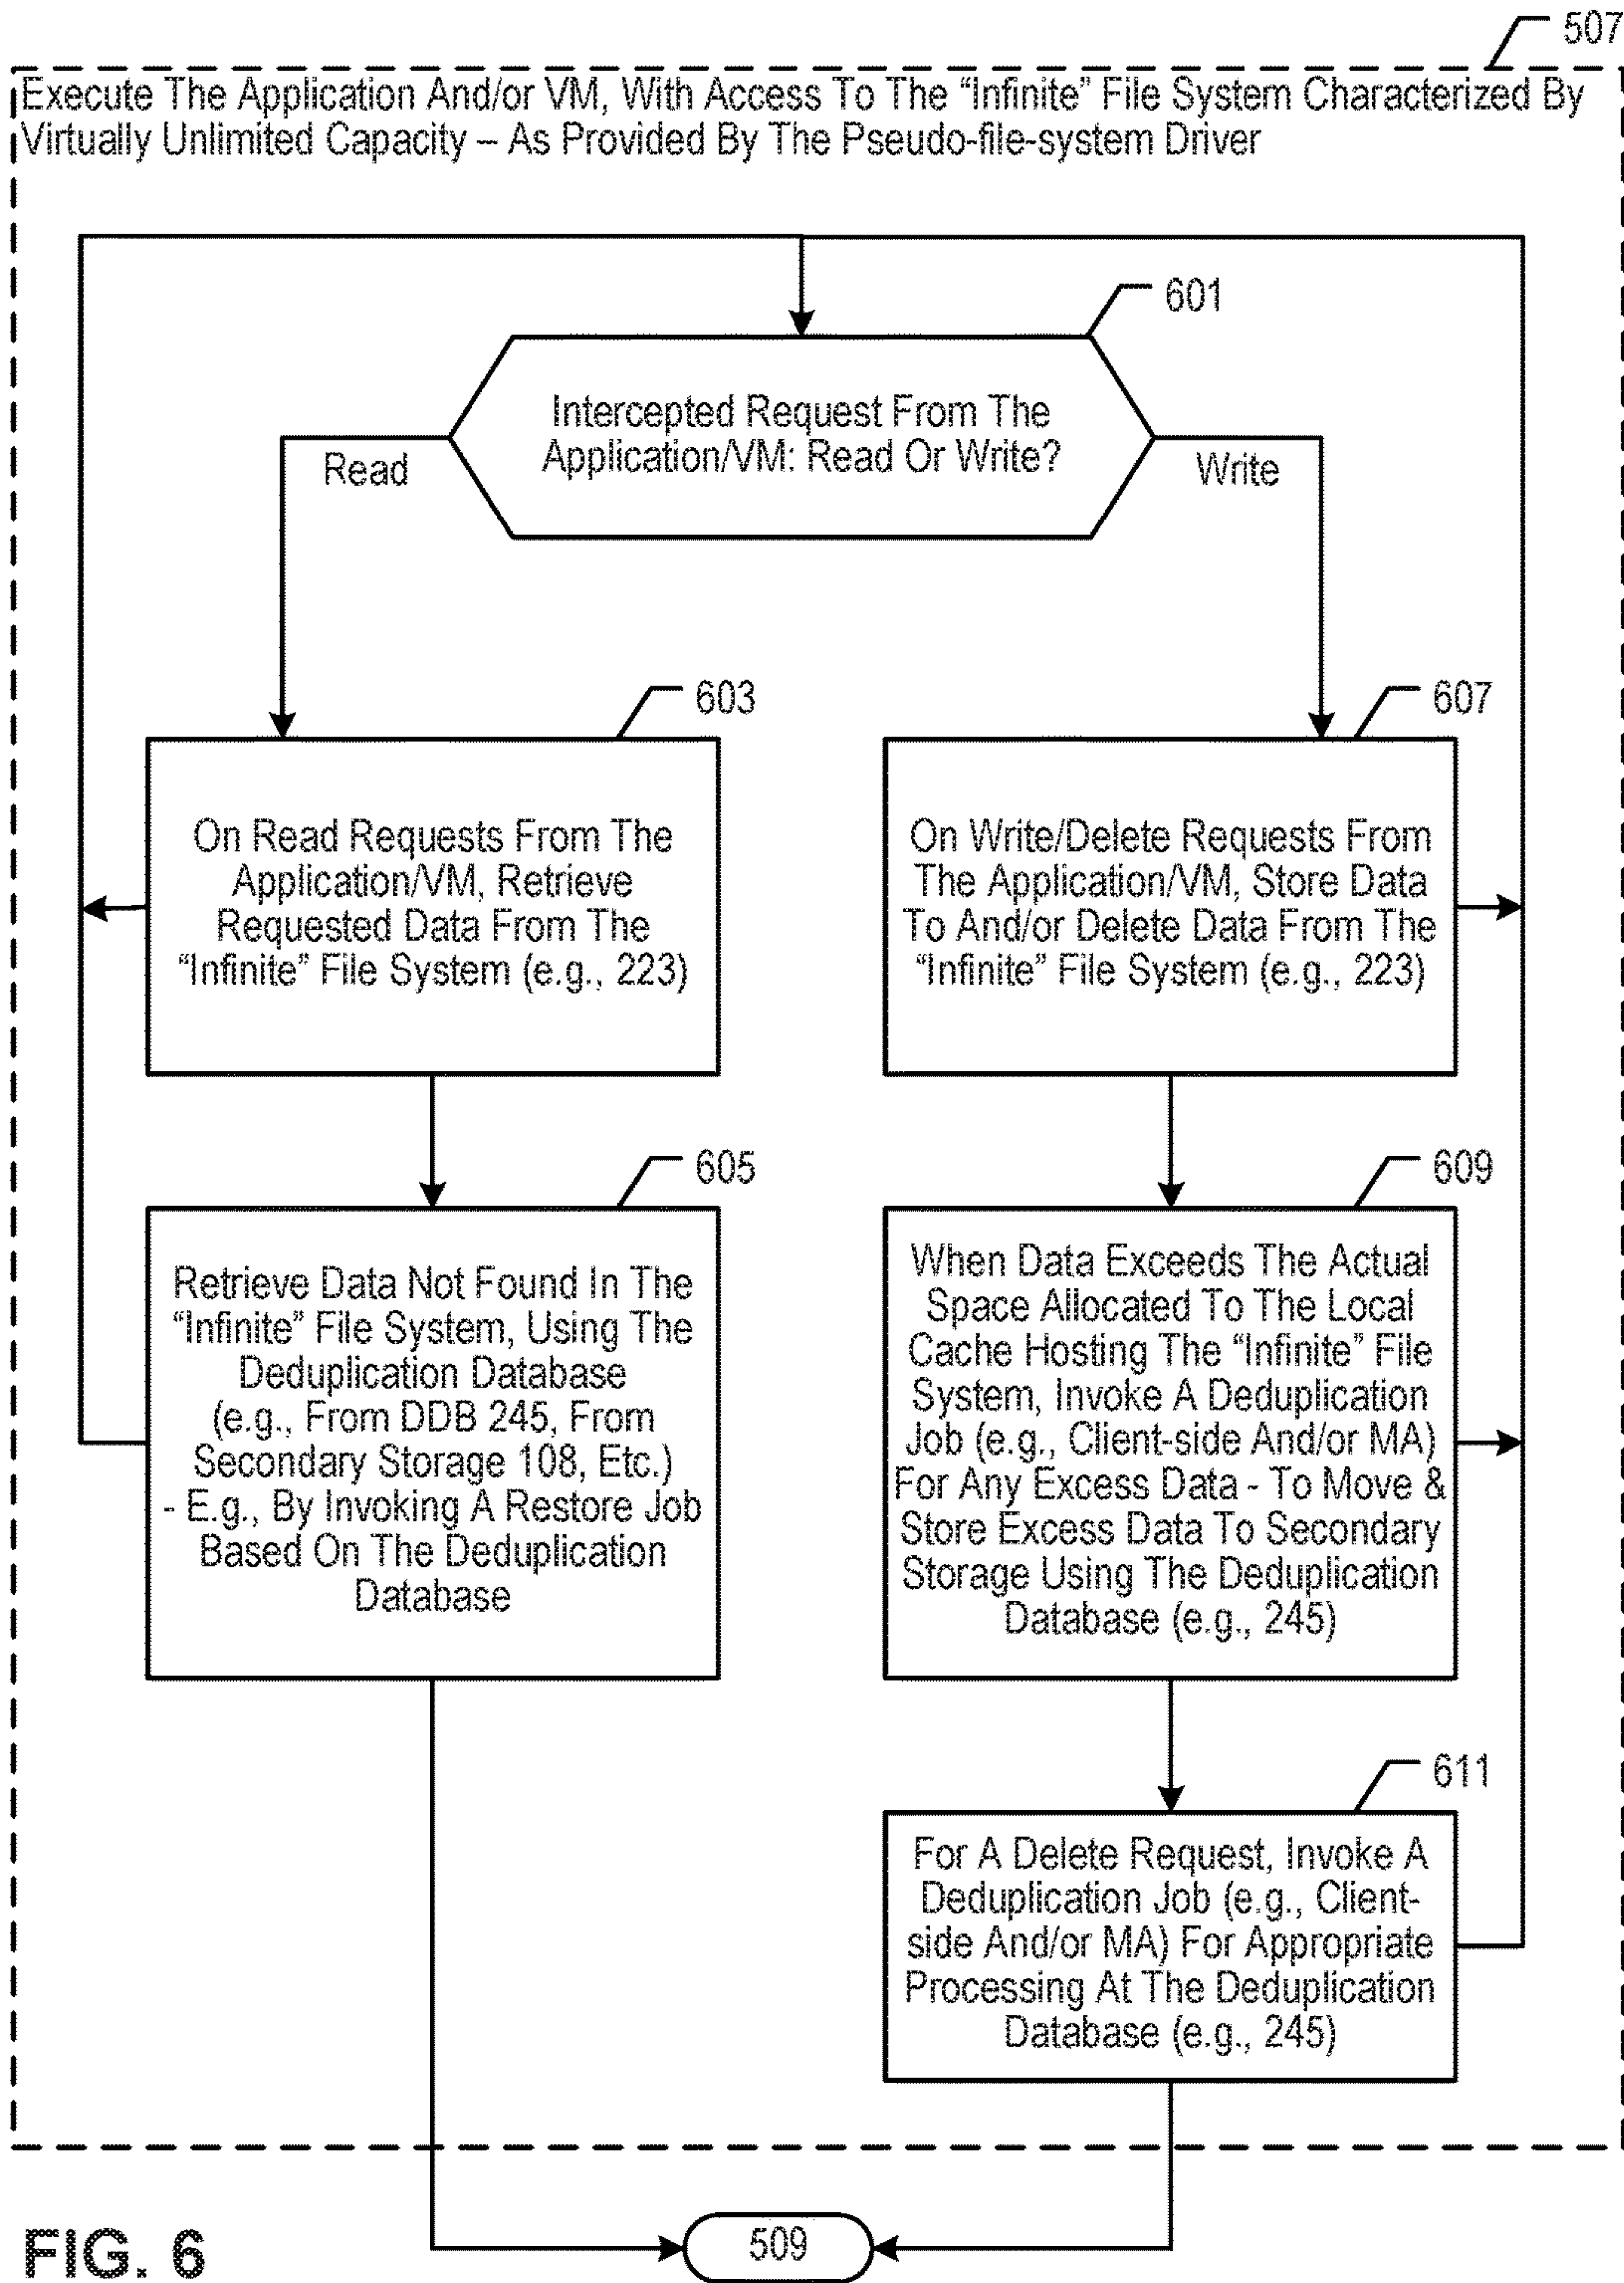 507
Execute The Application And/or VM, With Access To The “Infinite” File System Characterized By
Virtually Unlimited Capacity – As Provided By The Pseudo-file-system Driver
601
Intercepted Request From The
Application/VM: Read Or Write?
Read
Write
603
On Read Requests From The
Application/VM, Retrieve
Requested Data From The
“Infinite” File System (e.g., 223)
607
On Write/Delete Requests From
The Application/VM, Store Data
To And/or Delete Data From The
“Infinite” File System (e.g., 223)
605
Retrieve Data Not Found In The
“Infinite” File System, Using The
Deduplication Database
(e.g., From DDB 245, From
Secondary Storage 108, Etc.)
- E.g., By Invoking A Restore Job
Based On The Deduplication
Database
609
When Data Exceeds The Actual
Space Allocated To The Local
Cache Hosting The “Infinite” File
System, Invoke A Deduplication
Job (e.g., Client-side And/or MA)
For Any Excess Data - To Move &
Store Excess Data To Secondary
Storage Using The Deduplication
Database (e.g., 245)
611
For A Delete Request, Invoke A
Deduplication Job (e.g., Client-
side And/or MA) For Appropriate
Processing At The Deduplication
Database (e.g., 245)
509
FIG. 6